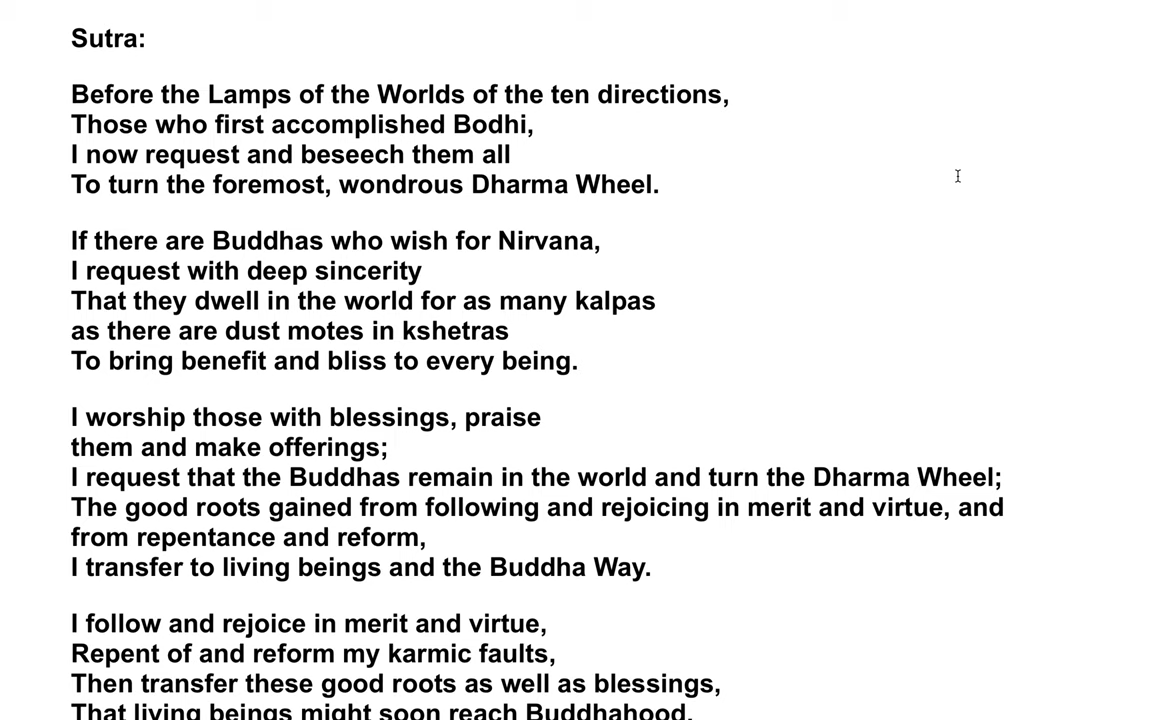 Sutra:
Before the Lamps of the Worlds of the ten directions,
Those who first accomplished Bodhi,
I now request and beseech them all
To turn the foremost, wondrous Dharma Wheel.
If there are Buddhas who wish for Nirvana,
I request with deep sincerity
That they dwell in the world for as many kalpas
as there are dust motes in kshetras
To bring benefit and bliss to every being.
I worship those with blessings, praise
them and make offerings;
I request that the Buddhas remain in the world and turn the Dharma Wheel;
The good roots gained from following and rejoicing in merit and virtue, and
from repentance and reform,
I transfer to living beings and the Buddha Way.
I follow and rejoice in merit and virtue,
Repent of and reform my karmic faults,
Then transfer these good roots as well as blessings,
That living beings might soon reach Buddhahood.